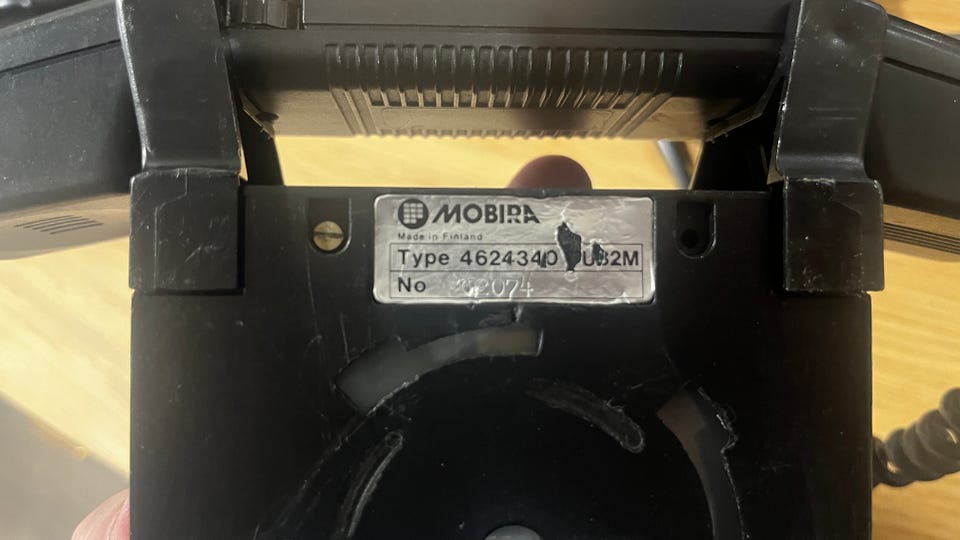 MOBIRA
Made in Finland
Type 4624340
No